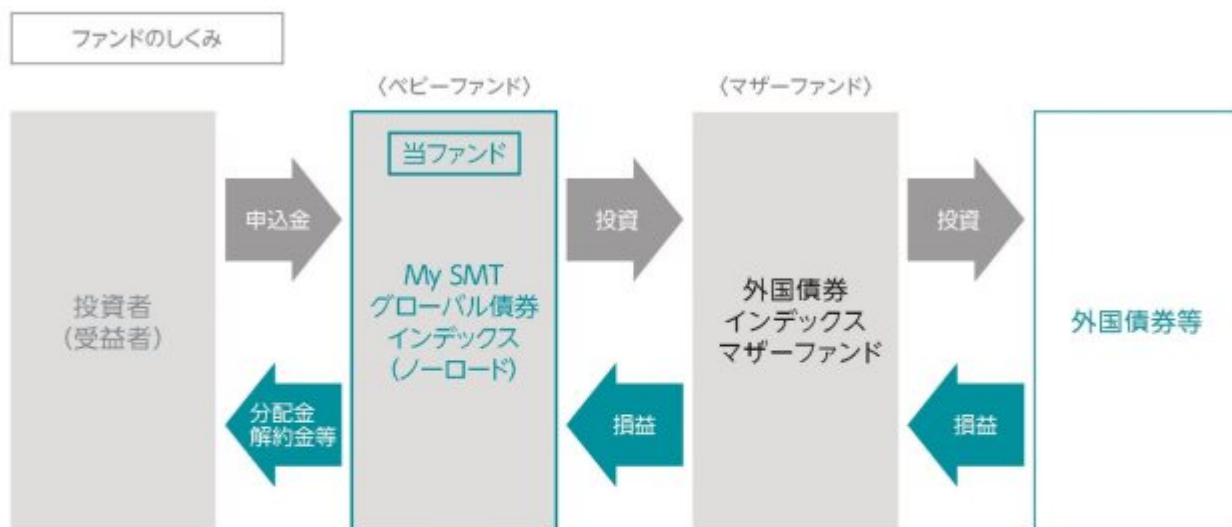 ファンドのしくみ
〈ベビーファンド〉
〈マザーファンド〉
投資者
(受益者)
申込金
分配金
解約金等
当ファンド
My SMT
グローバル債券
インデックス
(ノーロード)
投資
損益
外国債券
インデックス
マザーファンド
投資
損益
外国債券等